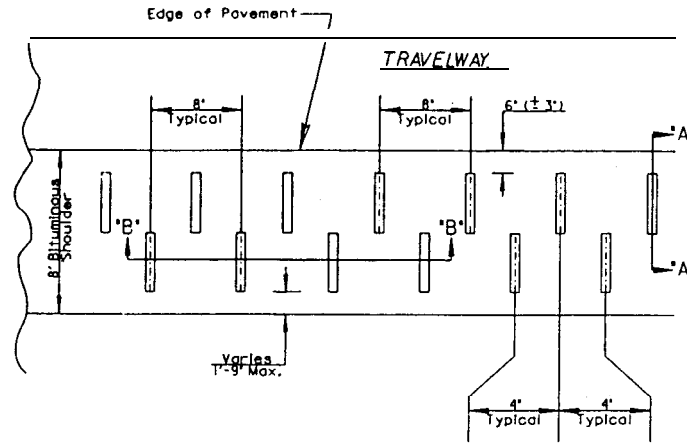 Edge of Pavement
TRAVELWAY.
8'
Typical
8'
Typical
6" (± 3")
"A
"B"
"B"
8' Bituminous
Shoulder
"A
Varies
1'-9" Max.
4'
Typical
4'
Typical